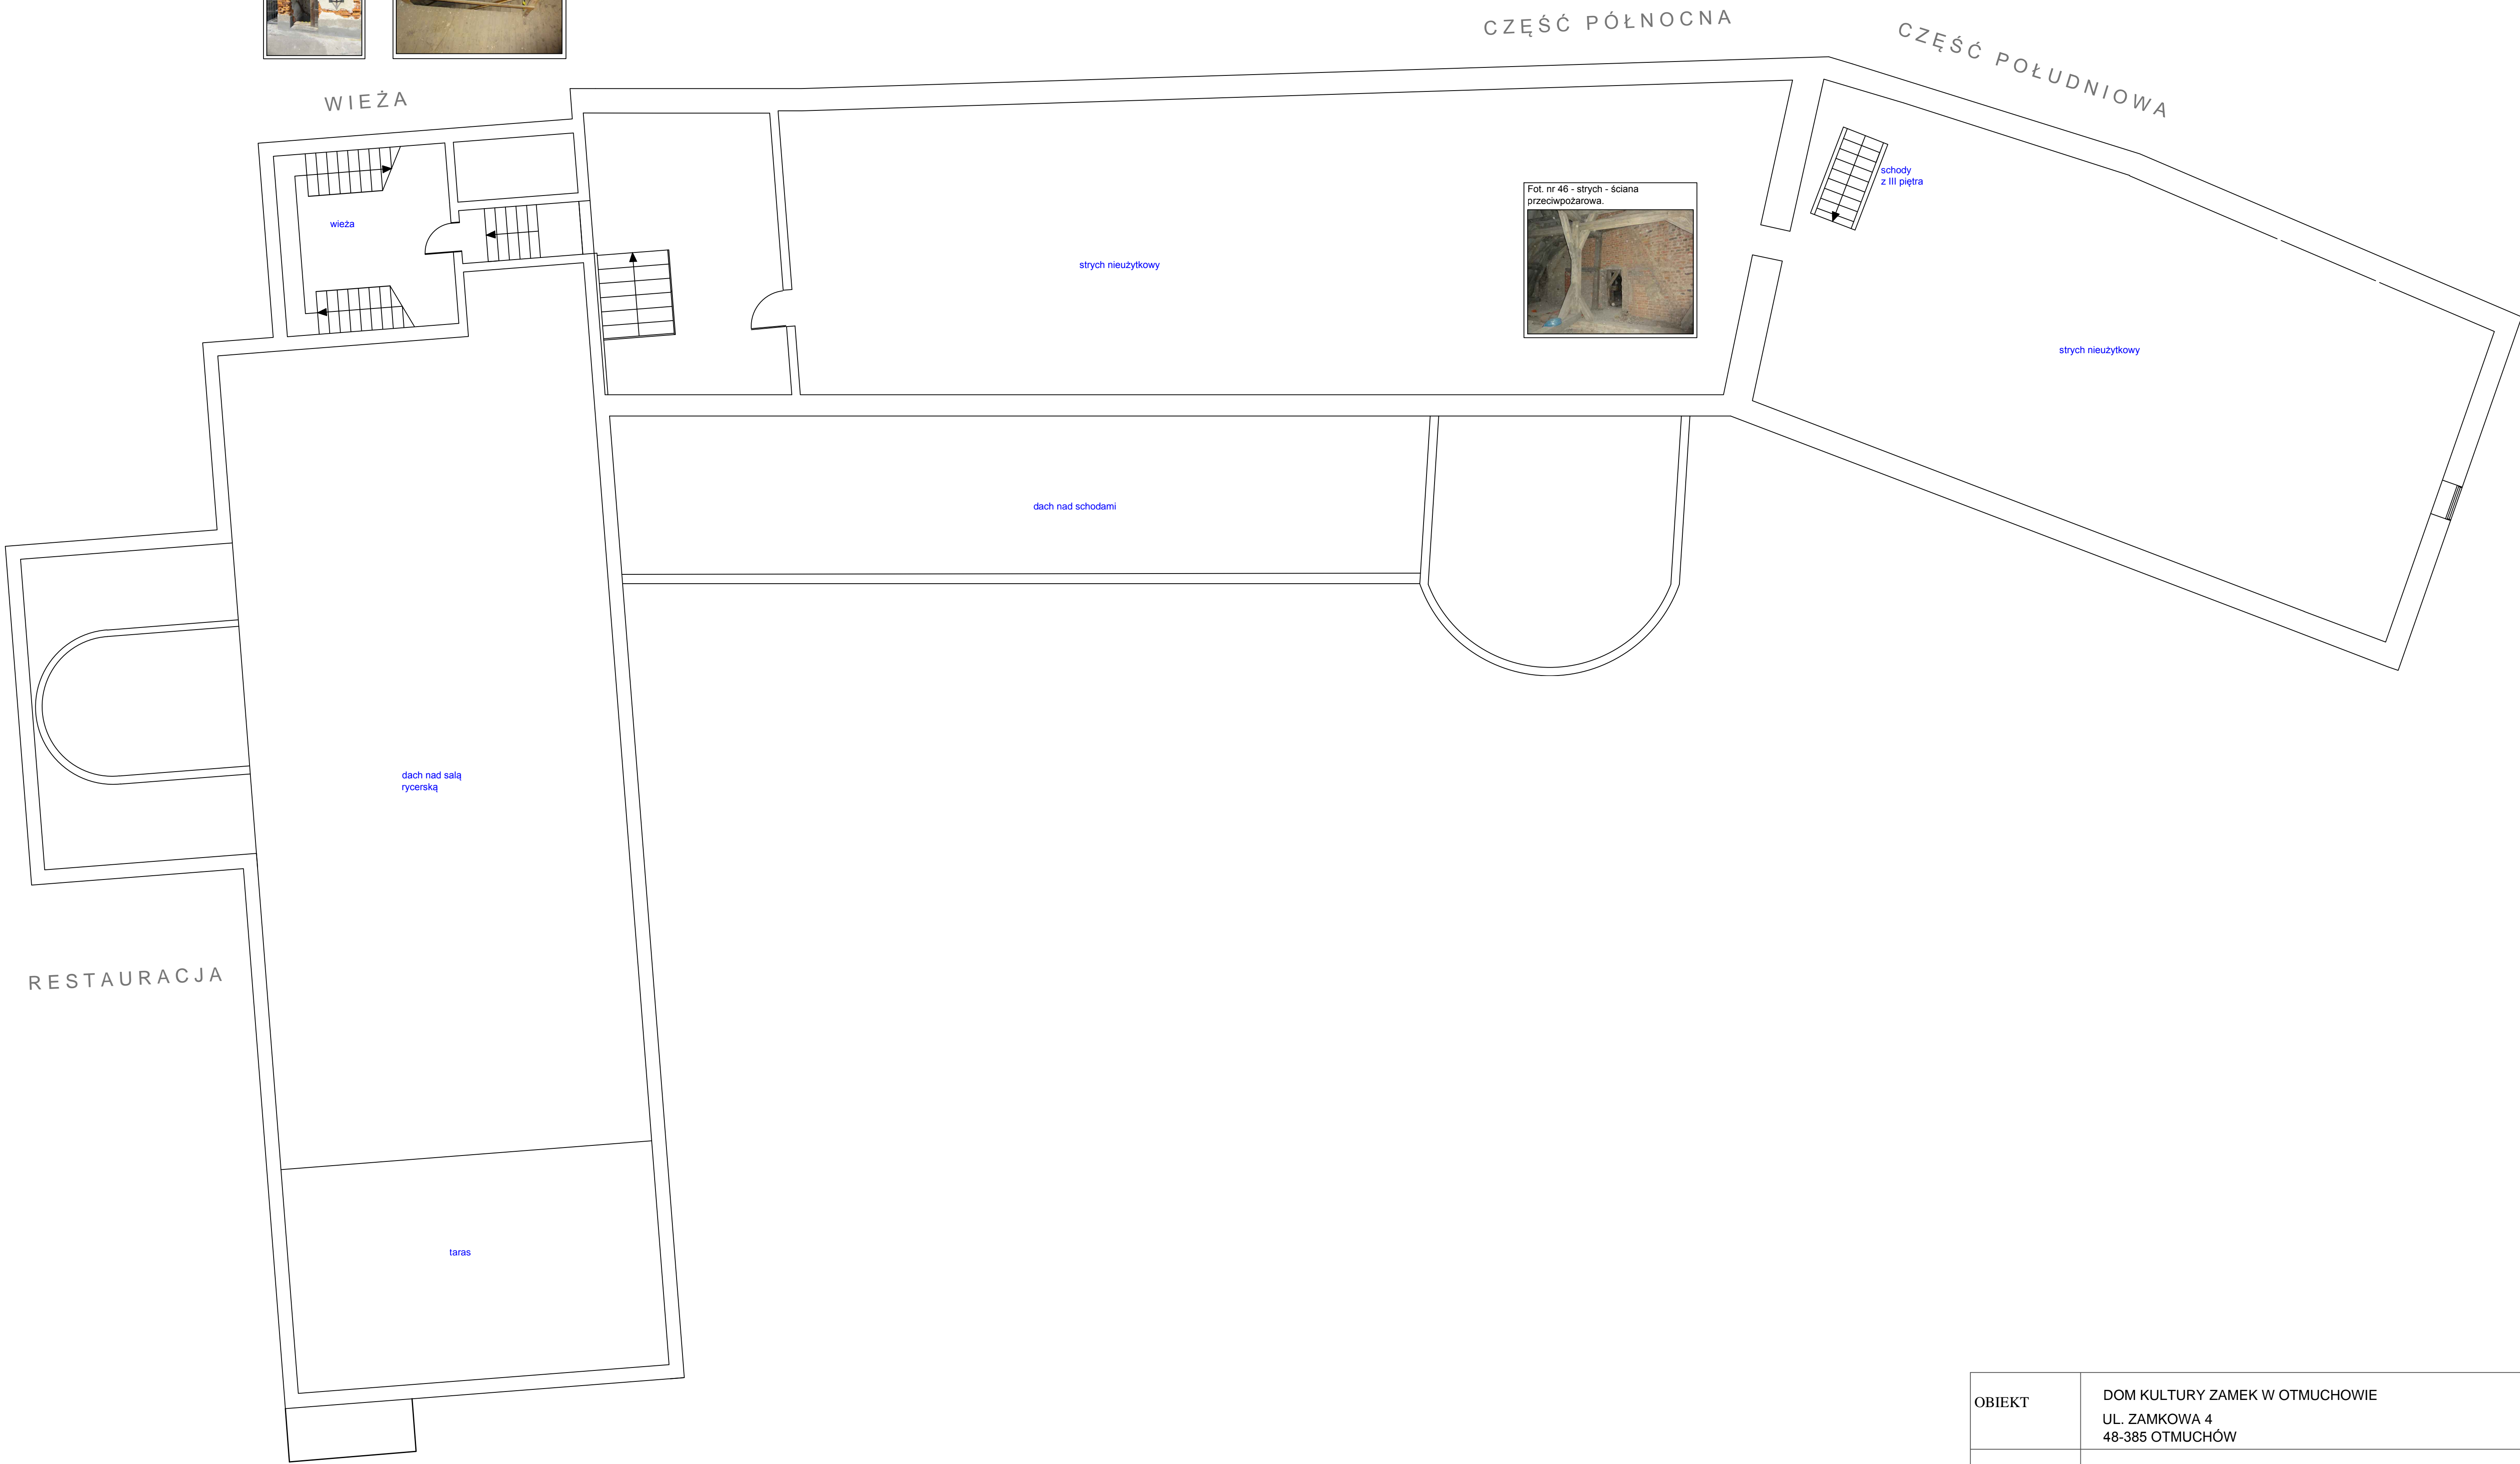 CZĘŚĆ PÓŁNOCNA
CZĘŚĆ POŁUDNIOWA
WIEŻA
schody
z III piętra
Fot. nr 46 - strych - ściana
przeciwpożarowa.
wieża
strych nieużytkowy
strych nieużytkowy
dach nad schodami
dach nad salą
rycerską
RESTAURACJA
taras
OBIEKT
DOM KULTURY ZAMEK W OTMUCHOWIE
UL. ZAMKOWA 4
48-385 OTMUCHÓW